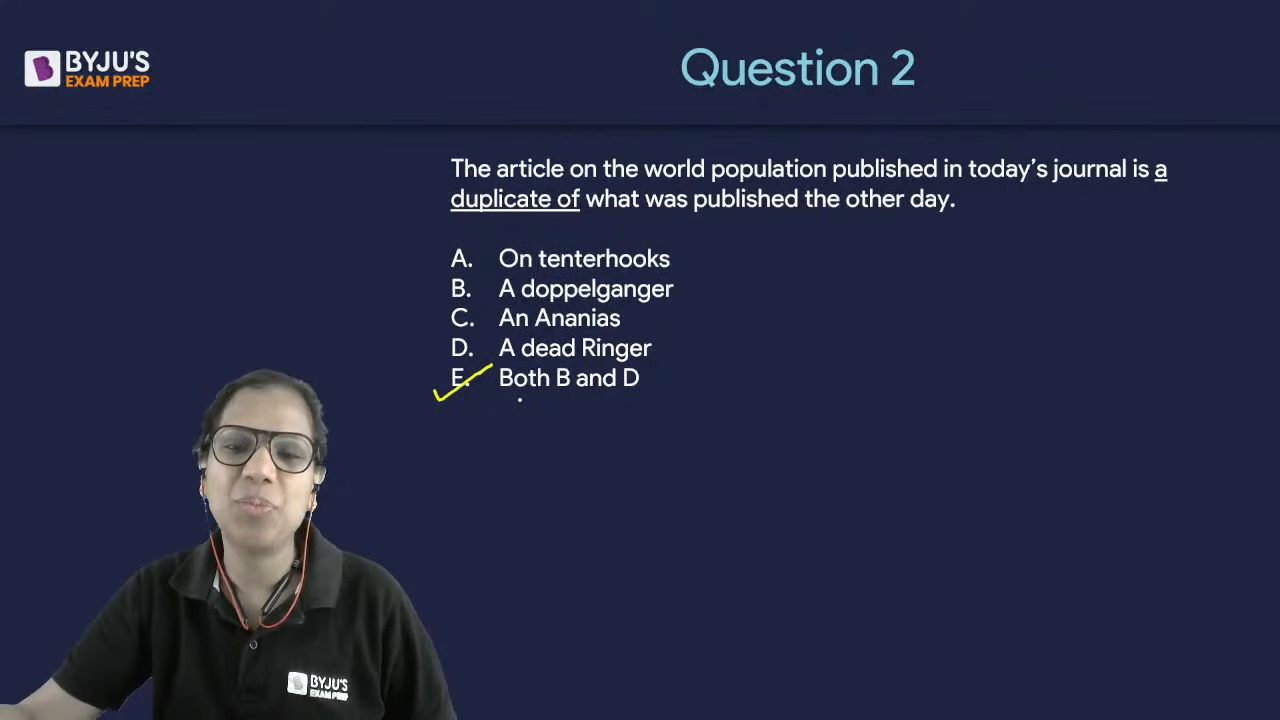 BYJU'S
EXAM PREP
Question 2
The article on the world population published in today's journal is a
duplicate of what was published the other day.
A. On tenterhooks
B. A doppelganger
C. An Ananias
D. A dead Ringer
E. Both B and D
BYJU'S
EXAM PREP